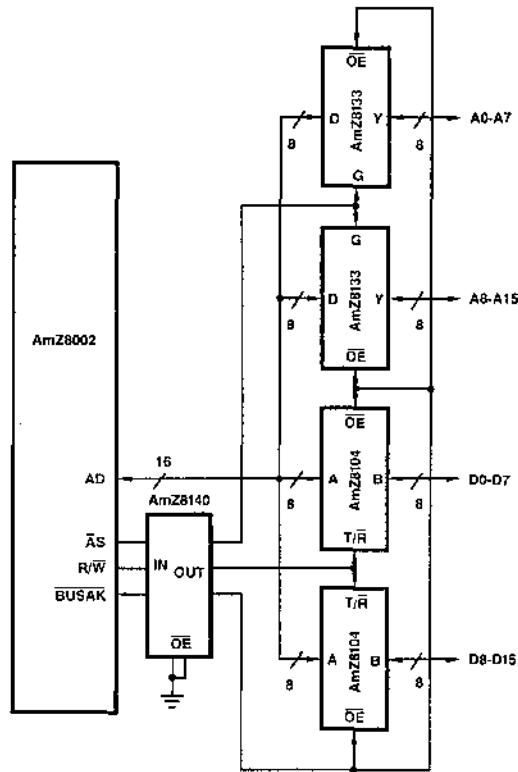 OE
D
AmZ8133
Y
8
8
A0-A7
G
G
D
AmZ8133
Y
8
8
A8-A15
OE
AmZ8002
OE
16
AD
A
AmZ8104
B
8
8
D0-D7
AmZ8140
AS
R/W
BUSAK
IN
OUT
OE
T/R
T/R
A
AmZ8104
B
8
8
D8-D15
OE